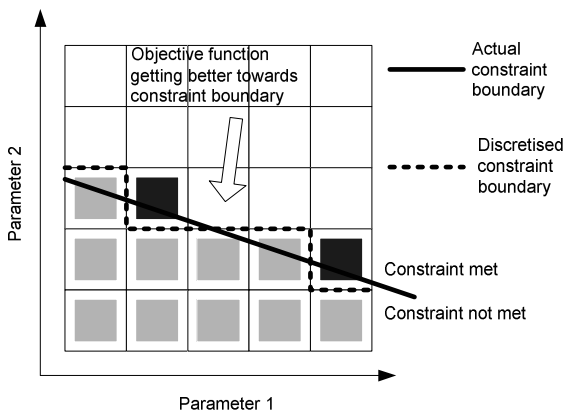 Objective function
getting better towards
constraint boundary
Actual
constraint
boundary
Discretised
constraint
boundary
Parameter 2
Constraint met
Constraint not met
Parameter 1